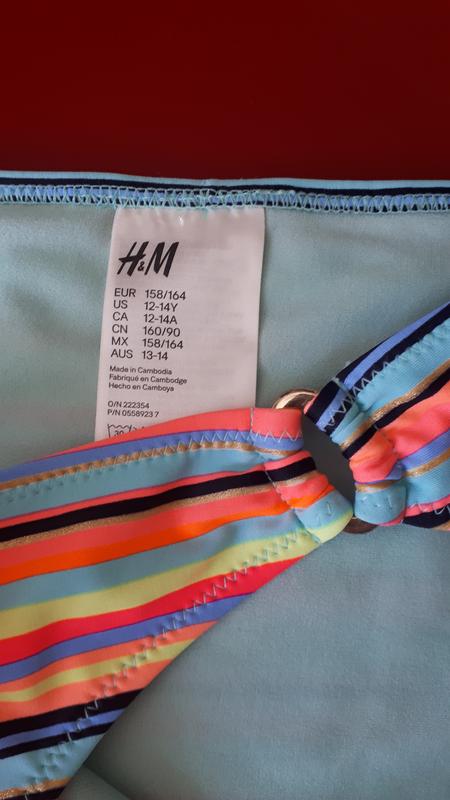 H&M
EUR 158/164
US 12-14Y
CA 12-14A
CN 160/90
MX 158/164
AUS 13-14
Made in Cambodia
Fabriqué en Cambodge
Hecho en Camboya
O/N 222354
P/N 0558923 7